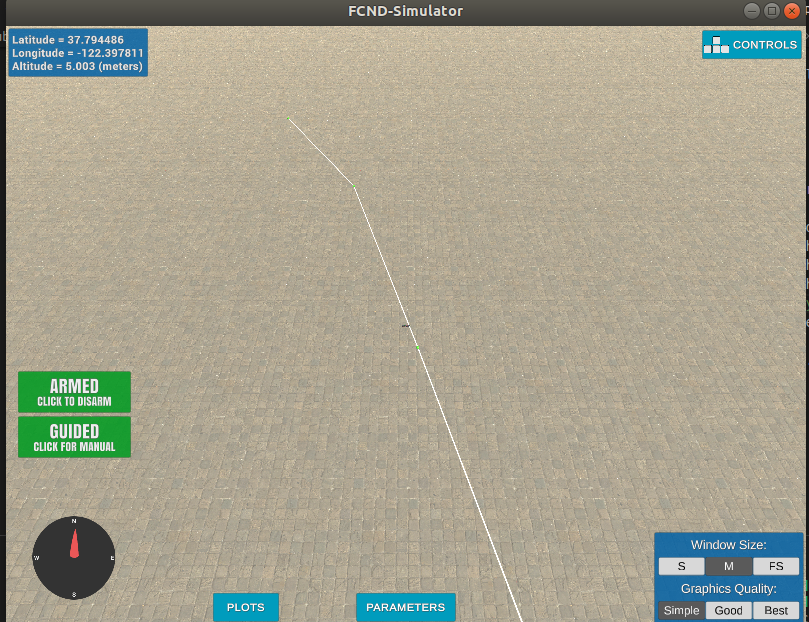 FCND-Simulator
Latitude = 37.794486
Longitude = -122.397811
Altitude = 5.003 (meters)
CONTROLS
ARMED
CLICK TO DISARM
GUIDED
CLICK FOR MANUAL
N
W
E
S
PLOTS
PARAMETERS
Window Size:
S M FS
Graphics Quality:
Simple Good Best